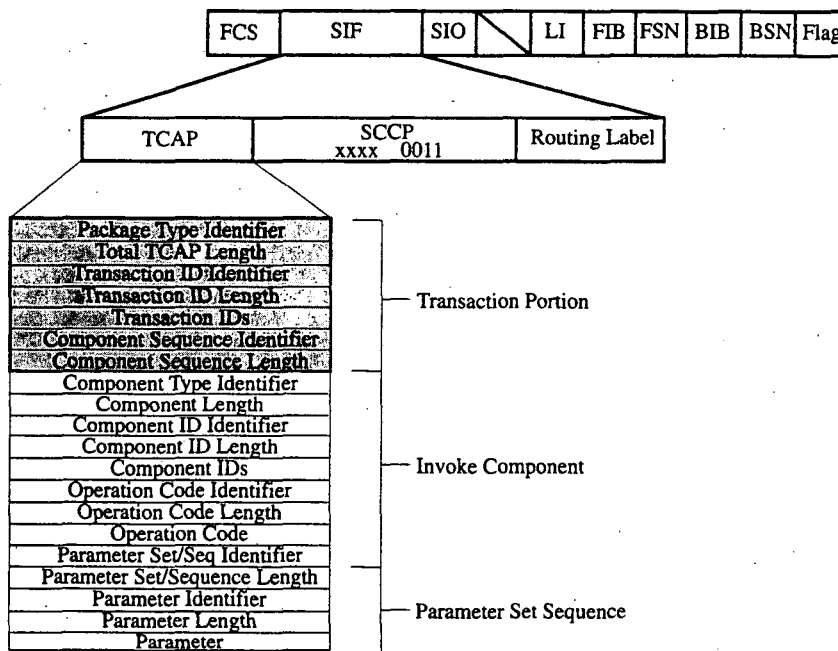 FCS SIF SIO LI FIB FSN BIB BSN Flag
TCAP SCCP Routing Label
xxxx 0011
Package Type Identifier
Total TCAP Length
Transaction ID Identifier
Transaction ID Length
Transaction IDs
Component Sequence Identifier
Component Sequence Length
Transaction Portion
Component Type Identifier
Component Length
Component ID Identifier
Component ID Length
Component IDs
Operation Code Identifier
Operation Code Length
Operation Code
Parameter Set/Seq Identifier
Invoke Component
Parameter Set/Sequence Length
Parameter Identifier
Parameter Length
Parameter
Parameter Set Sequence